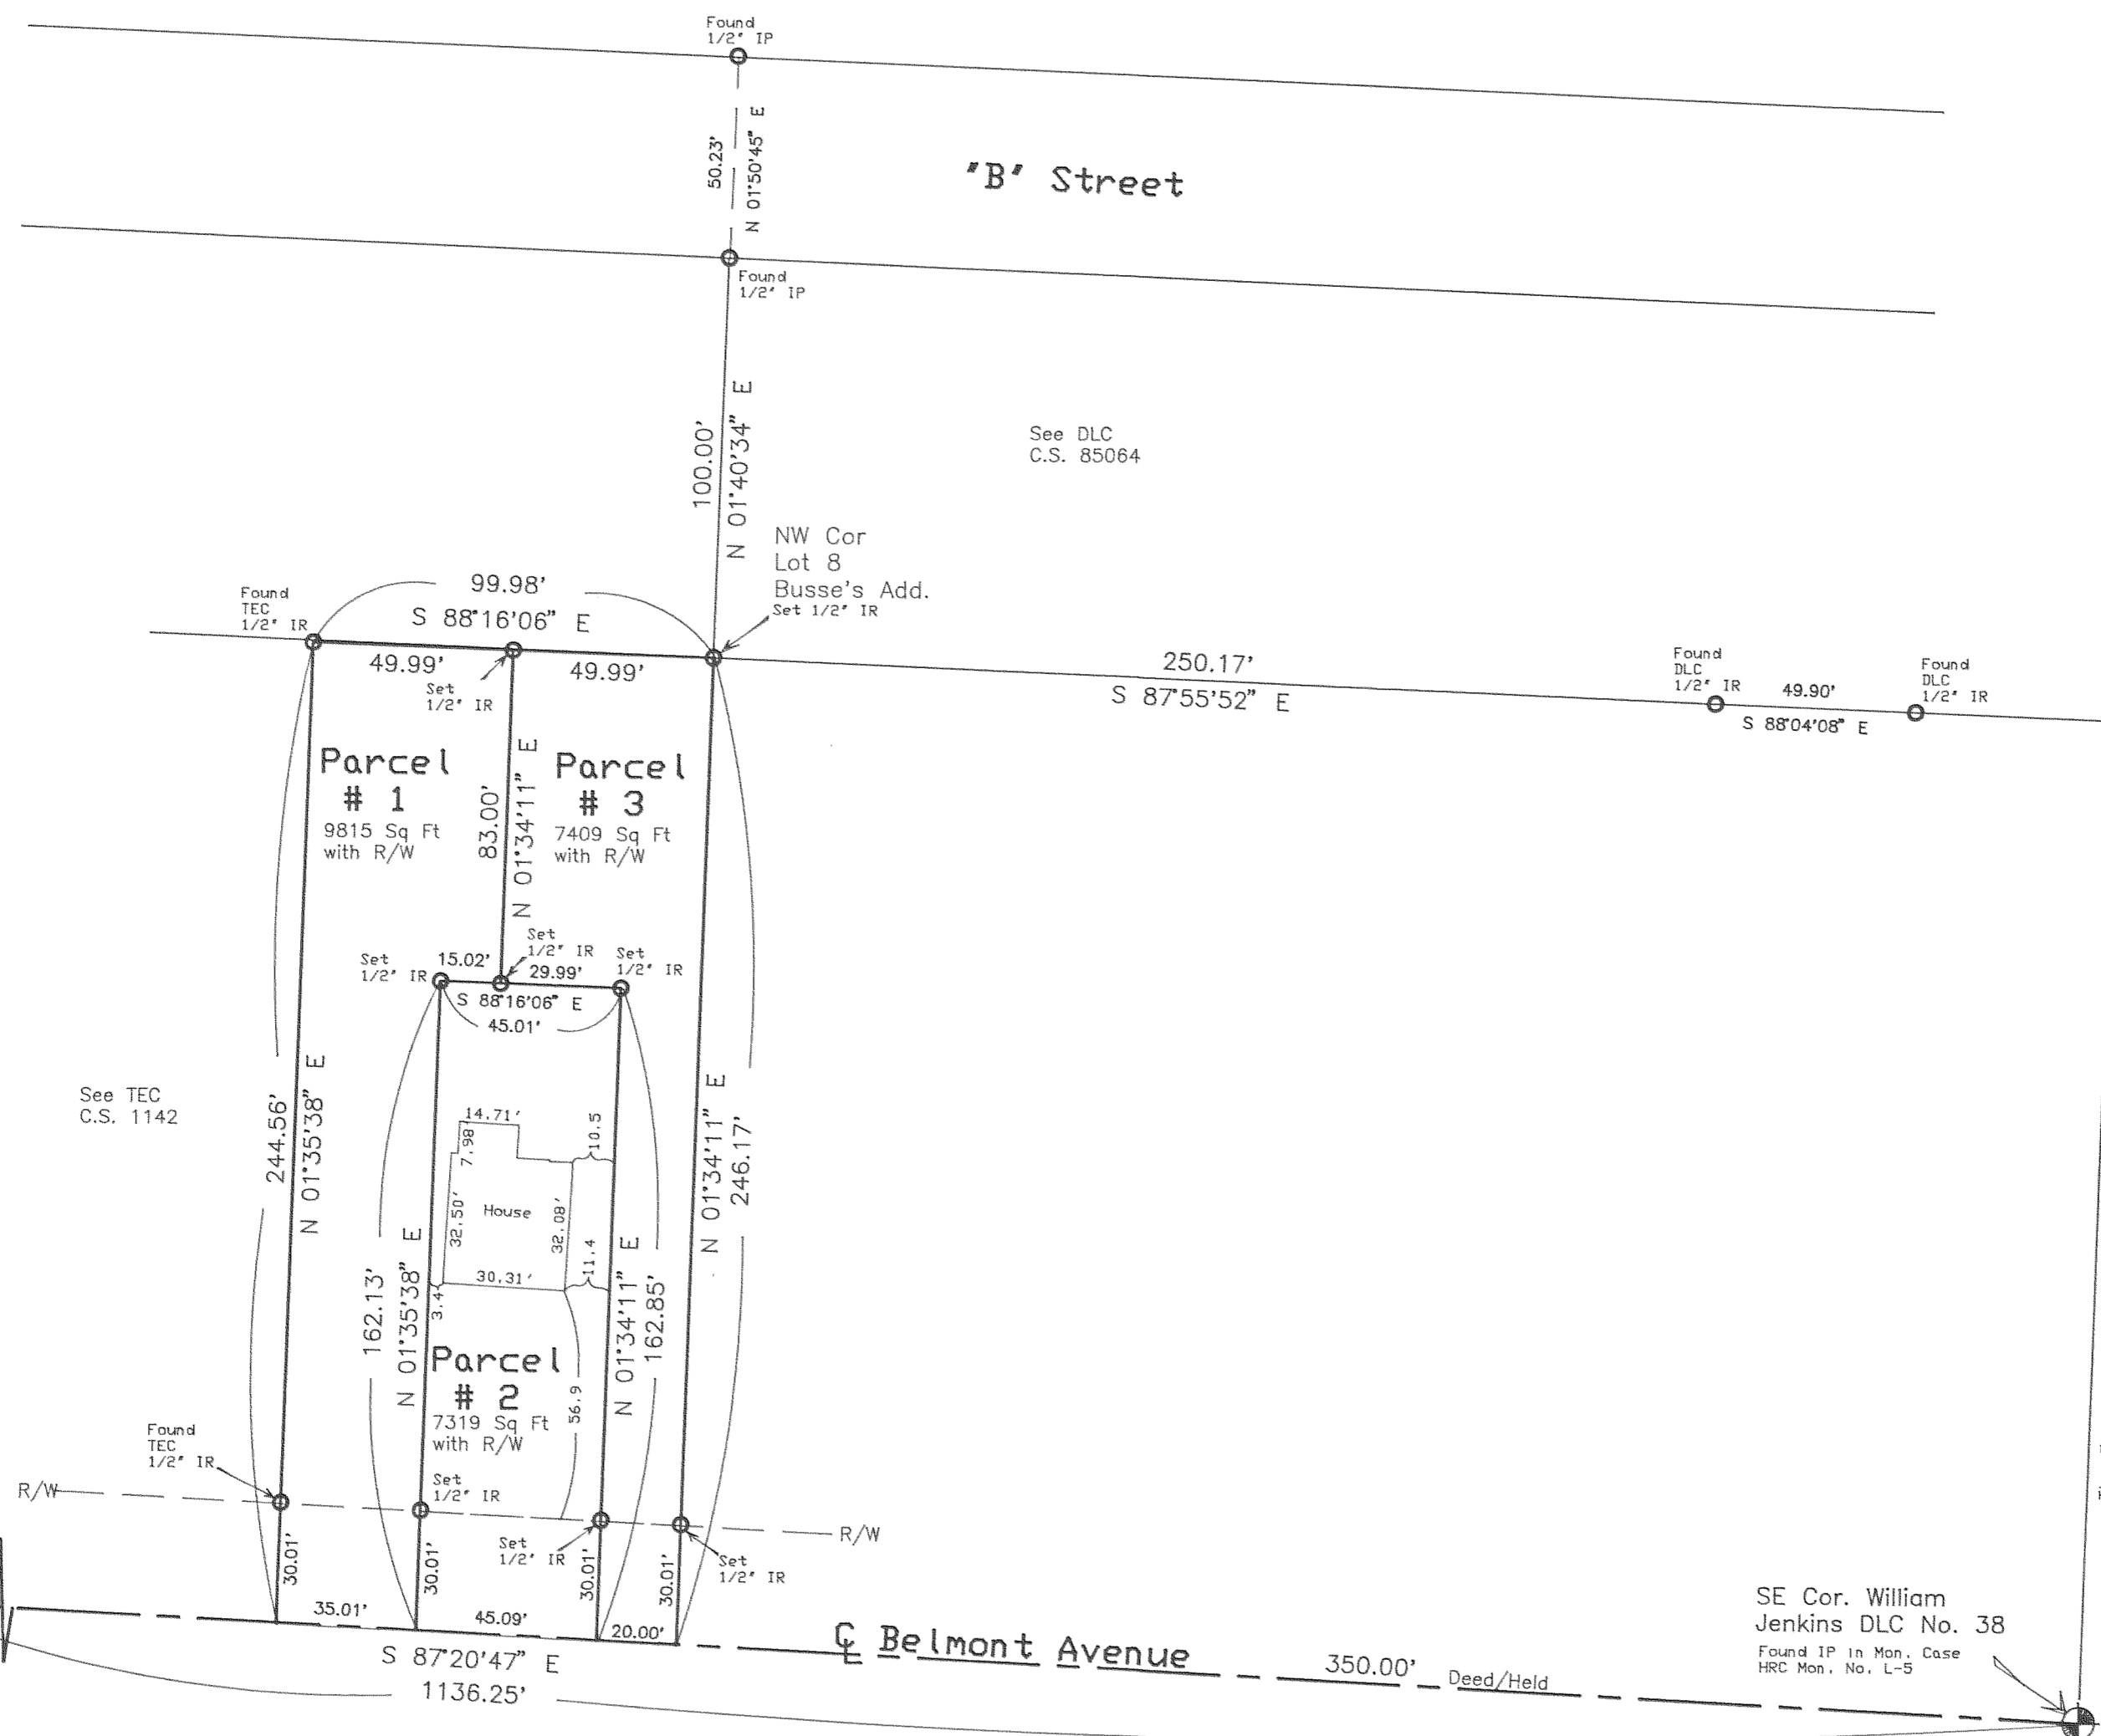 Found
1/2" IP
50.23'
N 01°50'45" E
"B" Street
Found
1/2" IP
100.00'
N 01°40'34" E
See DLC
C.S. 85064
NW Cor
Lot 8
Busse's Add.
Set 1/2" IR
Found
TEC
1/2" IR
99.98'
S 88°16'06" E
49.99'
49.99'
Set
1/2" IR
250.17'
S 87°55'52" E
Found
DLC
1/2" IR
49.90'
S 88°04'08" E
Found
DLC
1/2" IR
Parcel
# 1
9815 Sq Ft
with R/W
83.00'
N 01°34'11" E
Parcel
# 3
7409 Sq Ft
with R/W
Set
1/2" IR
15.02'
Set
1/2" IR
29.99'
Set
1/2" IR
S 88°16'06" E
45.01'
See TEC
C.S. 1142
244.56'
N 01°35'38" E
14.71'
7.98'
10.5
32.50'
House
32.08'
11.4
30.31'
3.4
N 01°34'11" E
246.17'
162.13'
N 01°35'38" E
N 01°34'11" E
162.85'
Parcel
# 2
7319 Sq Ft
with R/W
56.9
Found
TEC
1/2" IR
R/W
Set
1/2" IR
Set
1/2" IR
R/W
Set
1/2" IR
30.01'
30.01'
30.01'
30.01'
35.01'
45.09'
20.00'
S 87°20'47" E
1136.25'
℄ Belmont Avenue
350.00'
Deed/Held
SE Cor. William
Jenkins DLC No. 38
Found IP in Mon. Case
HRC Mon. No. L-5